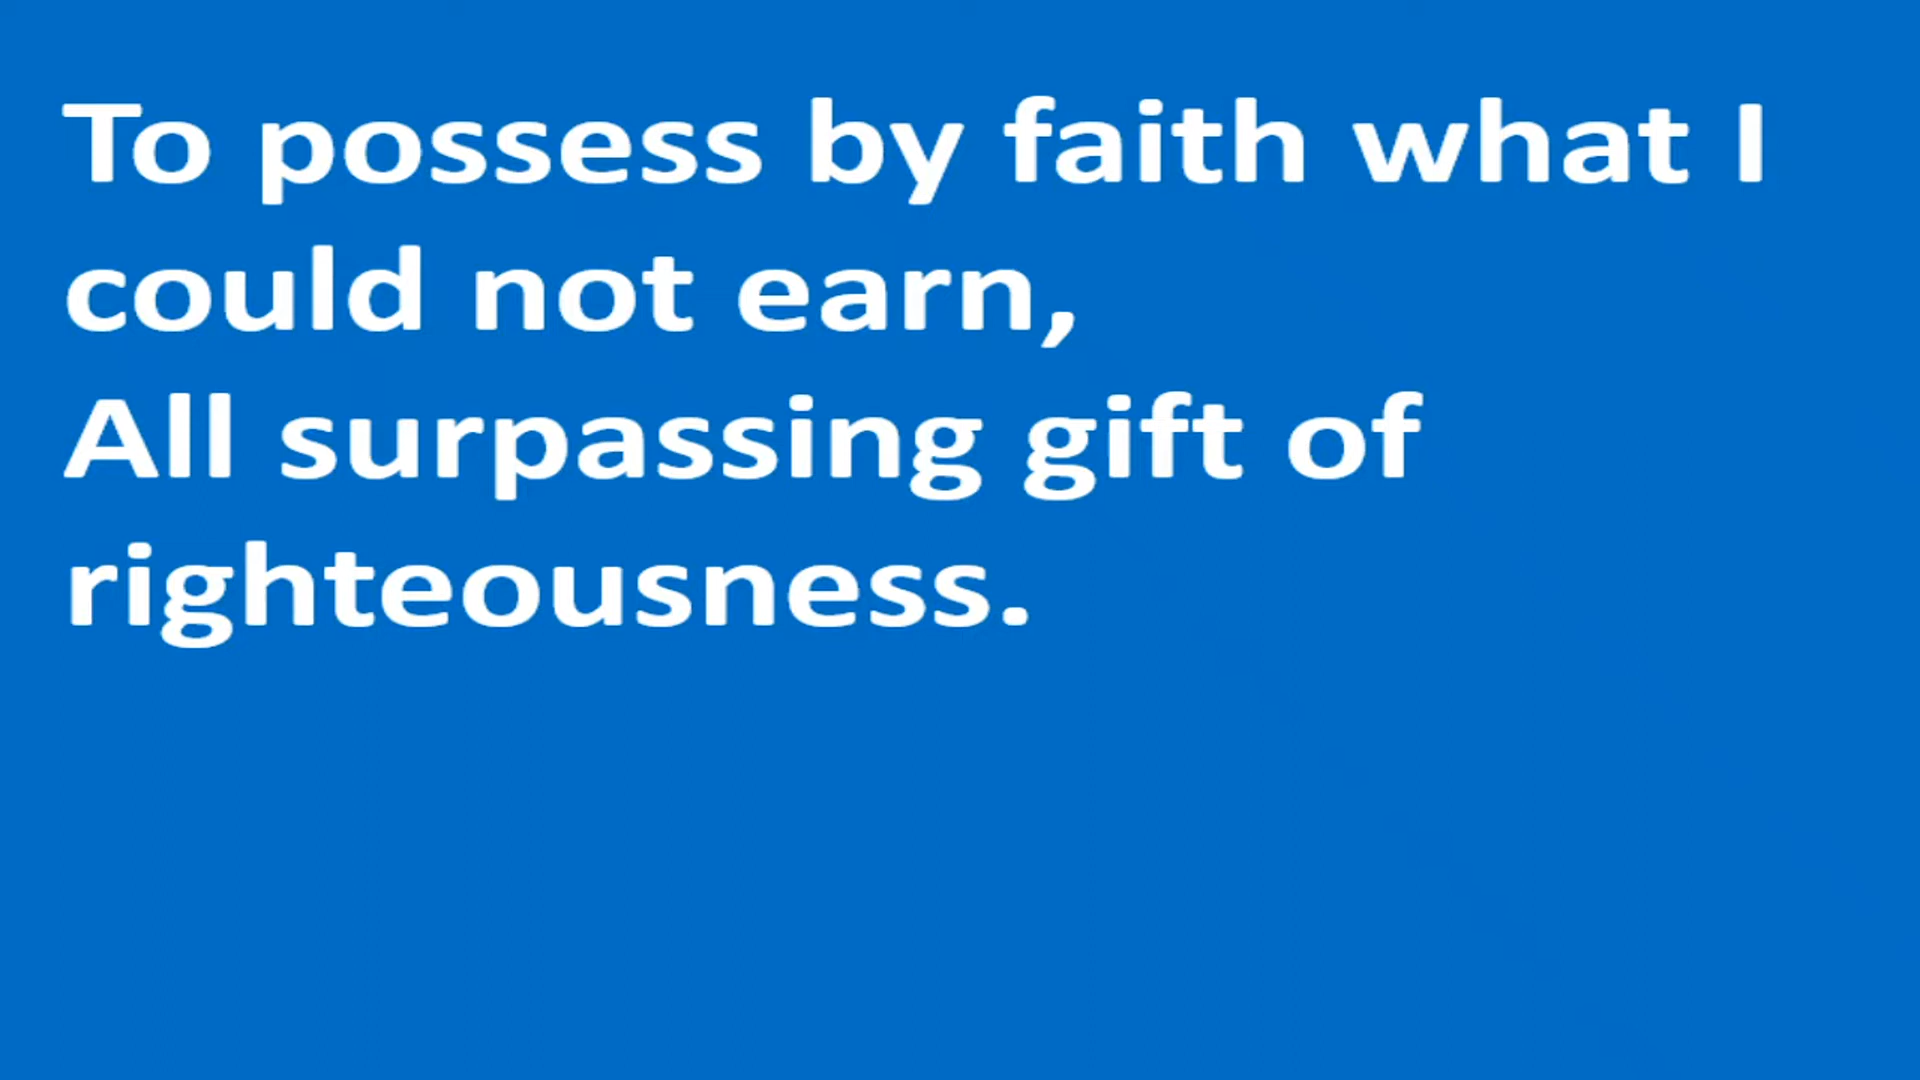 To possess by faith what I
could not earn,
All surpassing gift of
righteousness.